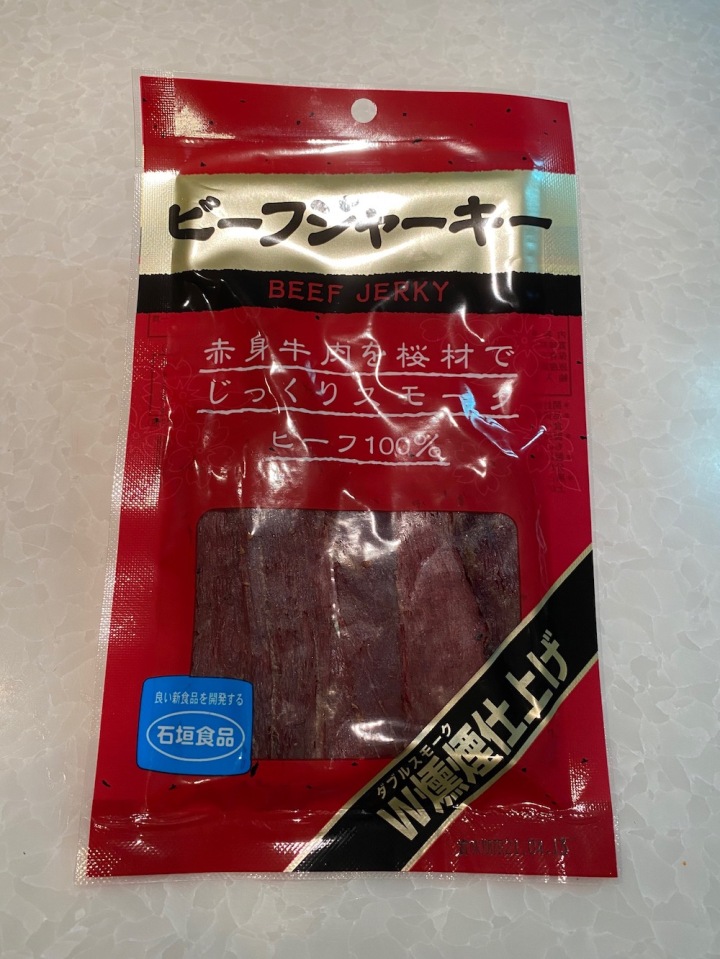 ビーフジャーキー
BEEF JERKY
赤身牛肉を桜材で
じっくりスモーク
ビーフ100%
良い新食品を開発する
石垣食品
ダブルスモーク
W燻煙仕上げ